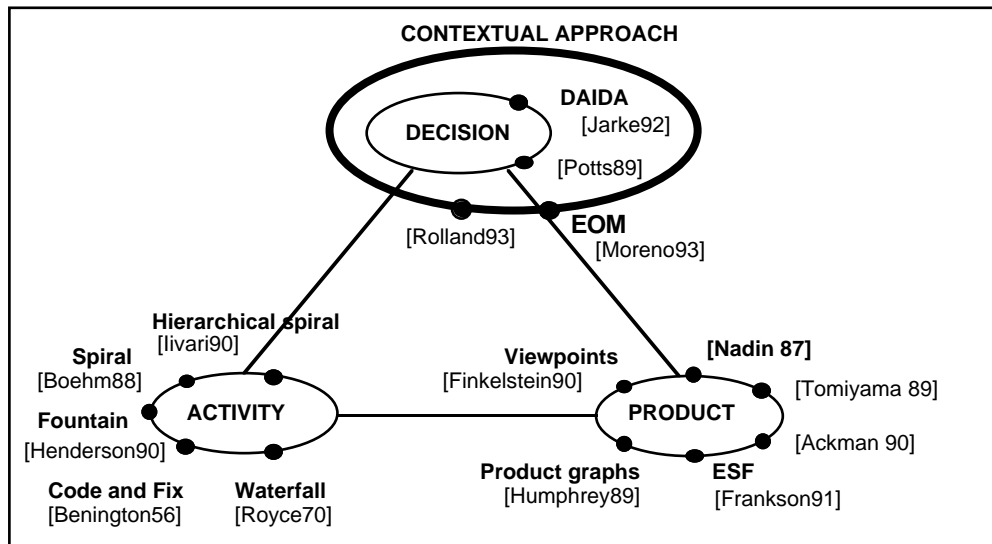 CONTEXTUAL APPROACH
DAIDA
[Jarke92]
DECISION
[Potts89]
[Rolland93]
EOM
[Moreno93]
Hierarchical spiral
[Iivari90]
Spiral
[Boehm88]
Fountain
[Henderson90]
ACTIVITY
Code and Fix
[Benington56]
Waterfall
[Royce70]
Viewpoints
[Finkelstein90]
[Nadin 87]
[Tomiyama 89]
PRODUCT
[Ackman 90]
Product graphs
[Humphrey89]
ESF
[Frankson91]